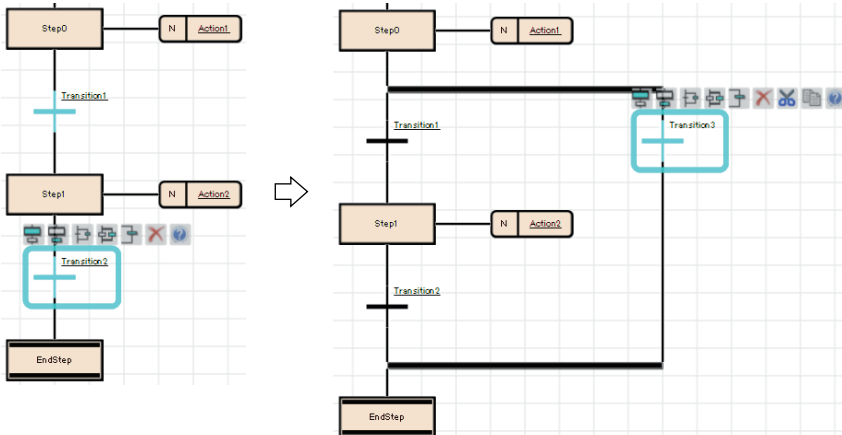 Step0
N
Action1
Transition1
Step1
N
Action2
Transition2
EndStep
Step0
N
Action1
Transition1
Transition3
Step1
N
Action2
Transition2
EndStep